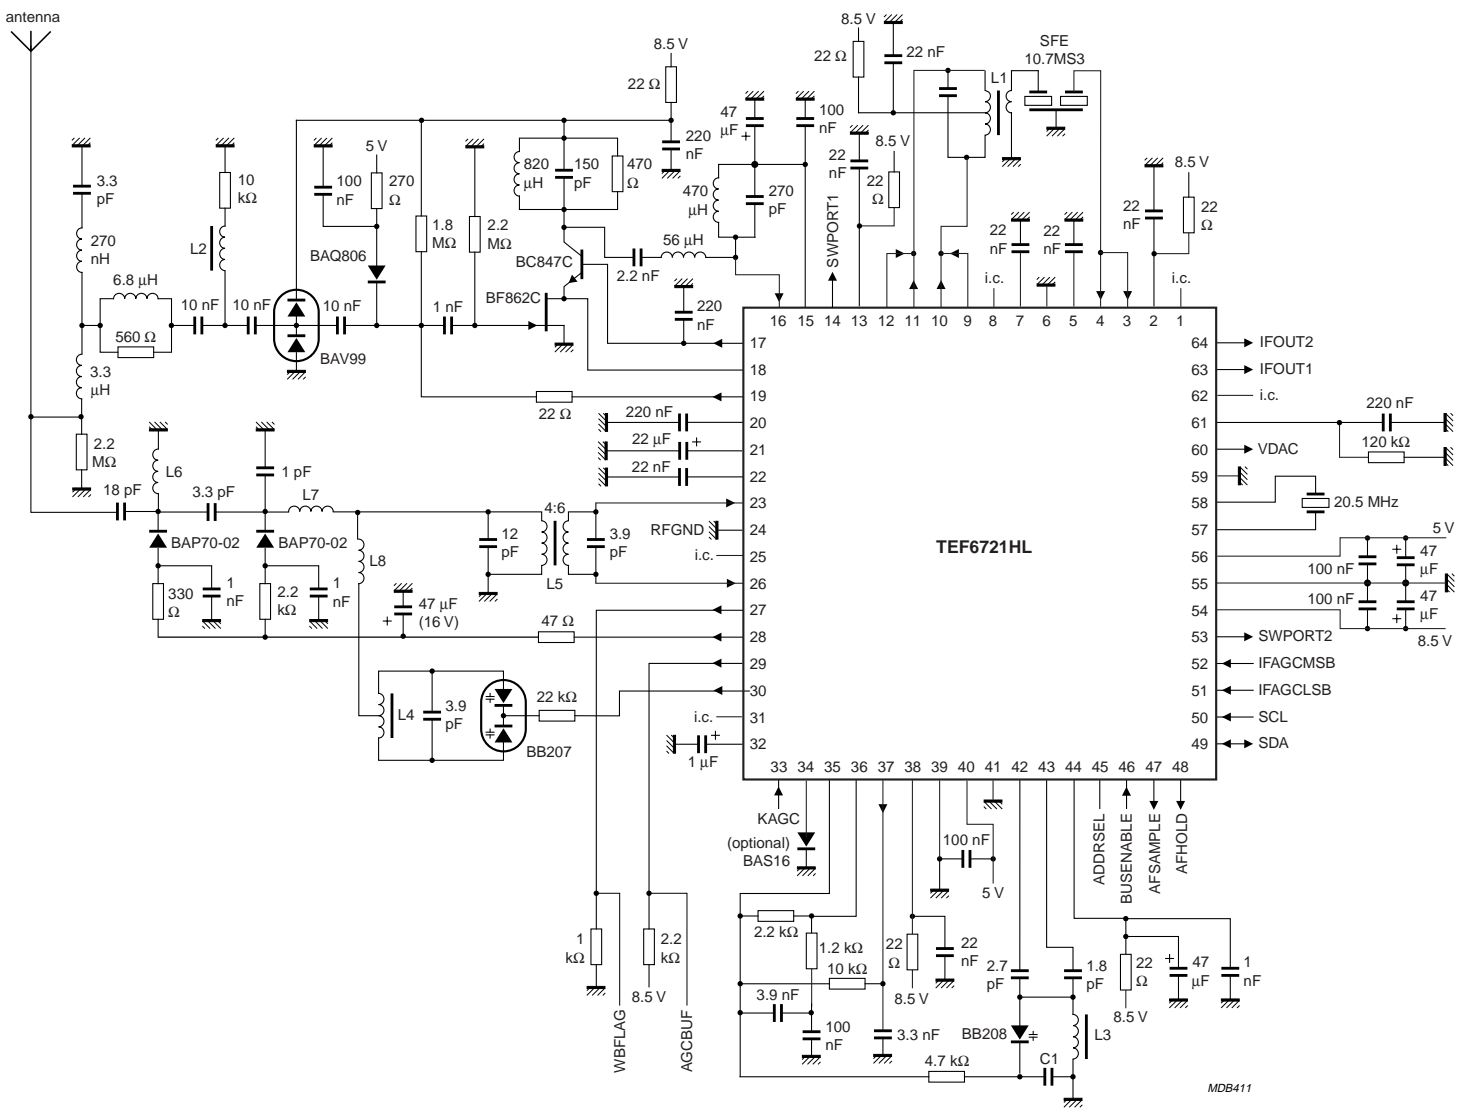 antenna
8.5 V
22 Ω
22 nF
SFE
10.7MS3
L1
8.5 V
22 Ω
220
nF
47
μF
+
100
nF
22
nF
8.5 V
22
Ω
22
nF
8.5 V
22
Ω
3.3
pF
10
kΩ
5 V
100
nF
270
Ω
820
μH
150
pF
470
Ω
470
μH
270
pF
SWPORT1
270
nH
L2
BAQ806
1.8
MΩ
2.2
MΩ
BC847C
56 μH
2.2 nF
22
nF
22
nF
i.c.
i.c.
6.8 μH
10 nF
10 nF
10 nF
1 nF
BF862C
220
nF
560 Ω
BAV99
3.3
μH
16
15
14
13
12
11
10
9
8
7
6
5
4
3
2
1
17
18
19
20
21
22
23
24
25
26
27
28
29
30
31
32
22 Ω
220 nF
22 μF
+
22 nF
2.2
MΩ
L6
1 pF
18 pF
3.3 pF
L7
4:6
RFGND
i.c.
BAP70-02
BAP70-02
L8
12
pF
L5
3.9
pF
330
Ω
1
nF
2.2
kΩ
1
nF
+
47 μF
(16 V)
47 Ω
L4
3.9
pF
BB207
22 kΩ
i.c.
+
1 μF
TEF6721HL
64
IFOUT2
63
IFOUT1
62
i.c.
61
220 nF
120 kΩ
60
VDAC
59
58
20.5 MHz
57
56
5 V
100 nF
+
47
μF
55
100 nF
+
47
μF
54
8.5 V
53
SWPORT2
52
IFAGCMSB
51
IFAGCLSB
50
SCL
49
SDA
33
34
35
36
37
38
39
40
41
42
43
44
45
46
47
48
KAGC
(optional)
BAS16
100 nF
5 V
ADDRSEL
BUSENABLE
AFSAMPLE
AFHOLD
1
kΩ
WBFLAG
2.2
kΩ
8.5 V
AGCBUF
2.2 kΩ
1.2 kΩ
10 kΩ
3.9 nF
100
nF
3.3 nF
22
Ω
8.5 V
22
nF
2.7
pF
1.8
pF
22
Ω
8.5 V
+
47
μF
1
nF
BB208
L3
4.7 kΩ
C1
MDB411